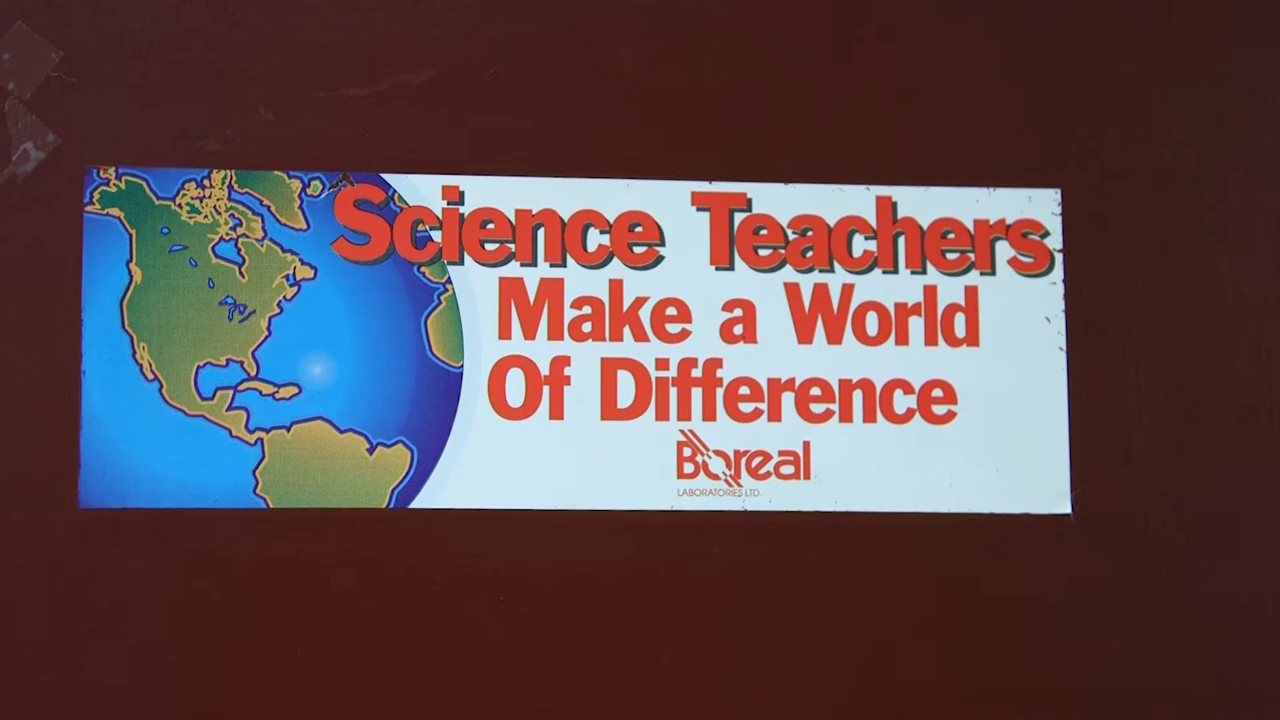 Science Teachers
Make a World
Of Difference
Boreal
LABORATORIES LTD.